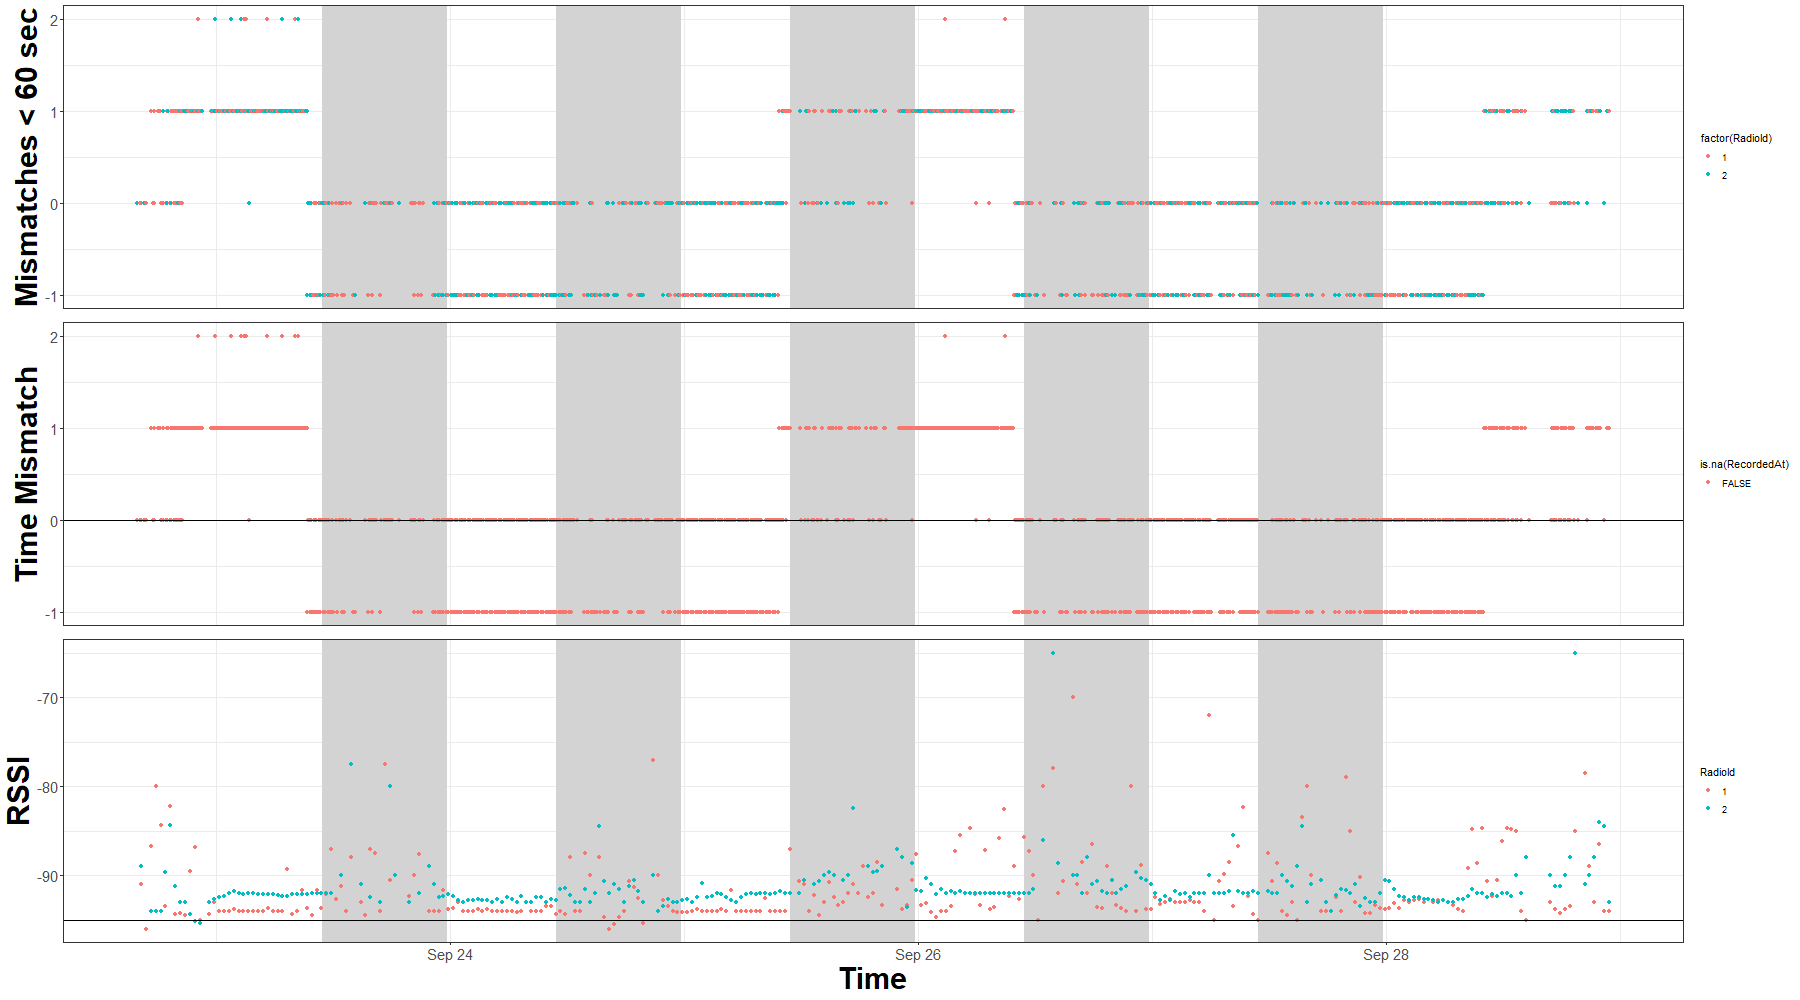 Mismatches < 60 sec
2
1
0
-1
factor(RadioId)
1
2
Time Mismatch
2
1
0
-1
is.na(RecordedAt)
FALSE
RSSI
-70
-80
-90
RadioId
1
2
Sep 24
Sep 26
Sep 28
Time